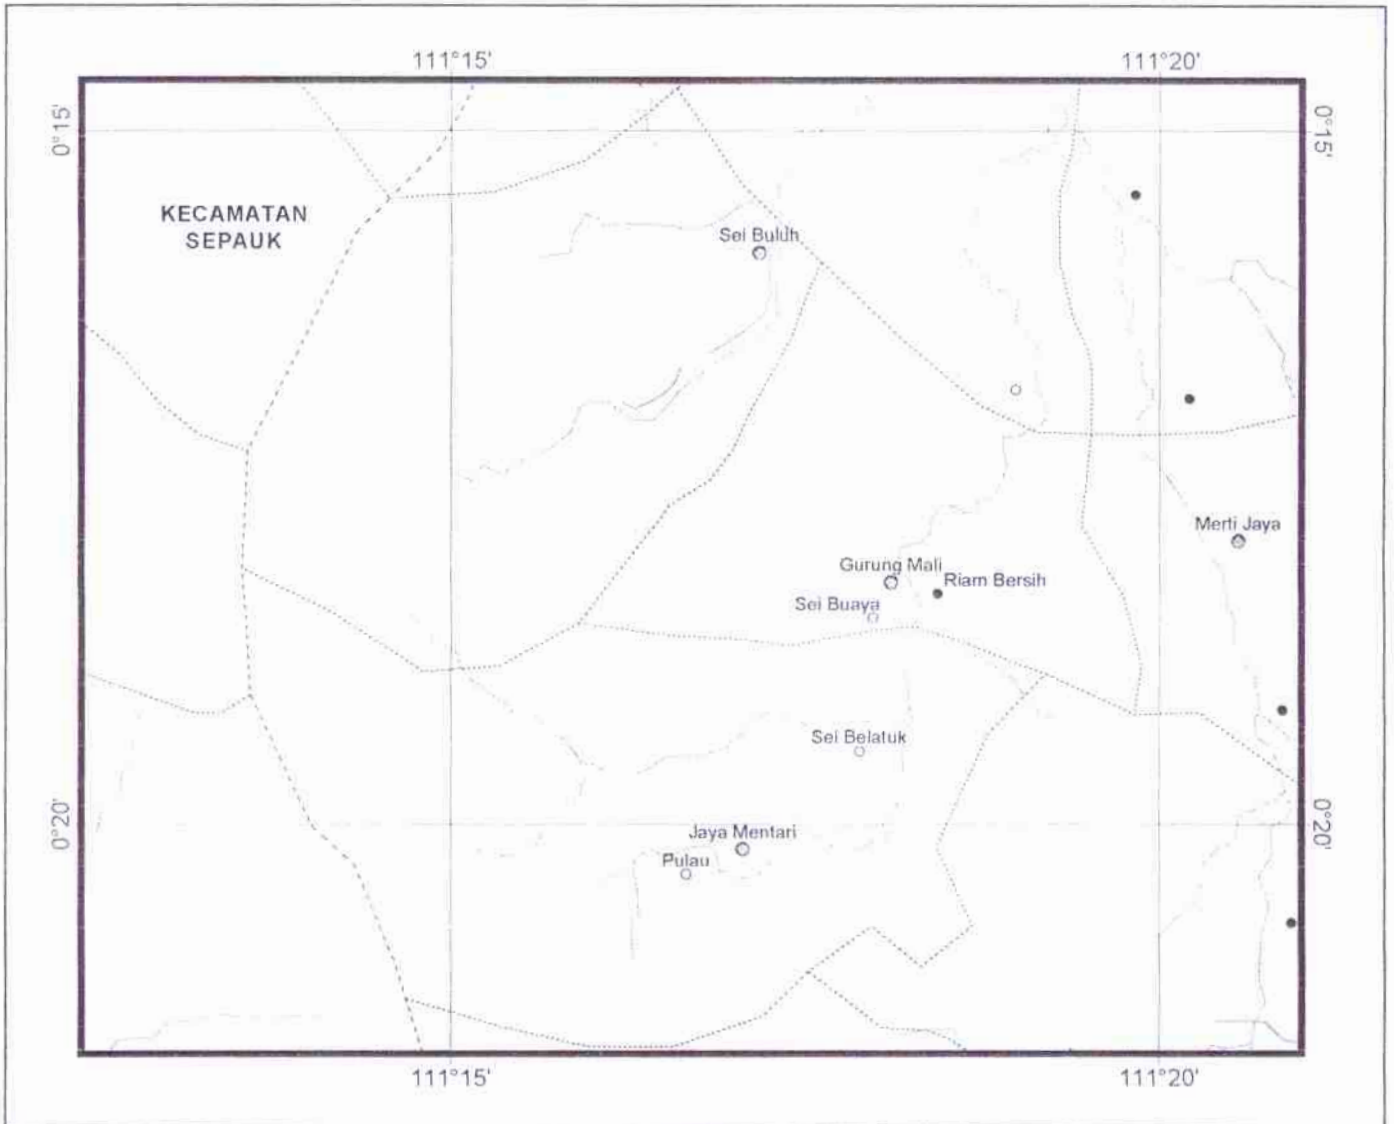 111°15'
111°20'
0°15'
0°15'
KECAMATAN
SEPAUK
Sei Buluh
Merti Jaya
Gurung Mali
Riam Bersih
Sei Buaya
Sei Belatuk
0°20'
0°20'
Jaya Mentari
Pulau
111°15'
111°20'